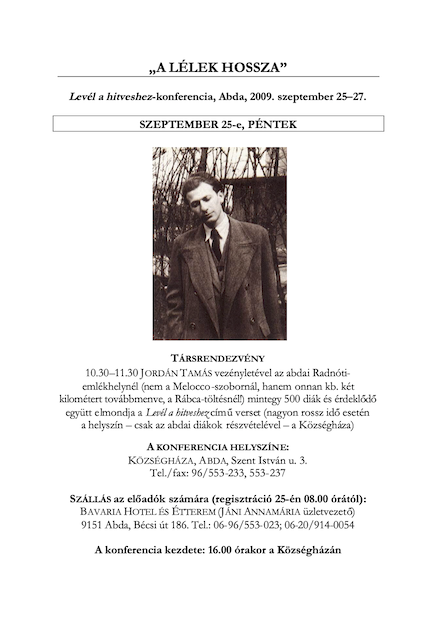 „A LÉLEK HOSSZA”
Levél a hitveshez-konferencia, Abda, 2009. szeptember 25–27.
SZEPTEMBER 25-e, PÉNTEK
TÁRSRENDEZVÉNY
10.30–11.30 JORDÁN TAMÁS vezényletével az abdai Radnóti-
emlékhelynél (nem a Melocco-szobornál, hanem onnan kb. két
kilométert továbbmenve, a Rábca-töltésnél!) mintegy 500 diák és érdeklődő
együtt elmondja a Levél a hitveshez című verset (nagyon rossz idő esetén
a helyszín – csak az abdai diákok részvételével – a Községháza)
A KONFERENCIA HELYSZÍNE:
KÖZSÉGHÁZA, ABDA, Szent István u. 3.
Tel./fax: 96/553-233, 553-237
SZÁLLÁS az előadók számára (regisztráció 25-én 08.00 órától):
BAVARIA HOTEL ÉS ÉTTEREM (JÁNI ANNAMÁRIA üzletvezető)
9151 Abda, Bécsi út 186. Tel.: 06-96/553-023; 06-20/914-0054
A konferencia kezdete: 16.00 órakor a Községházán